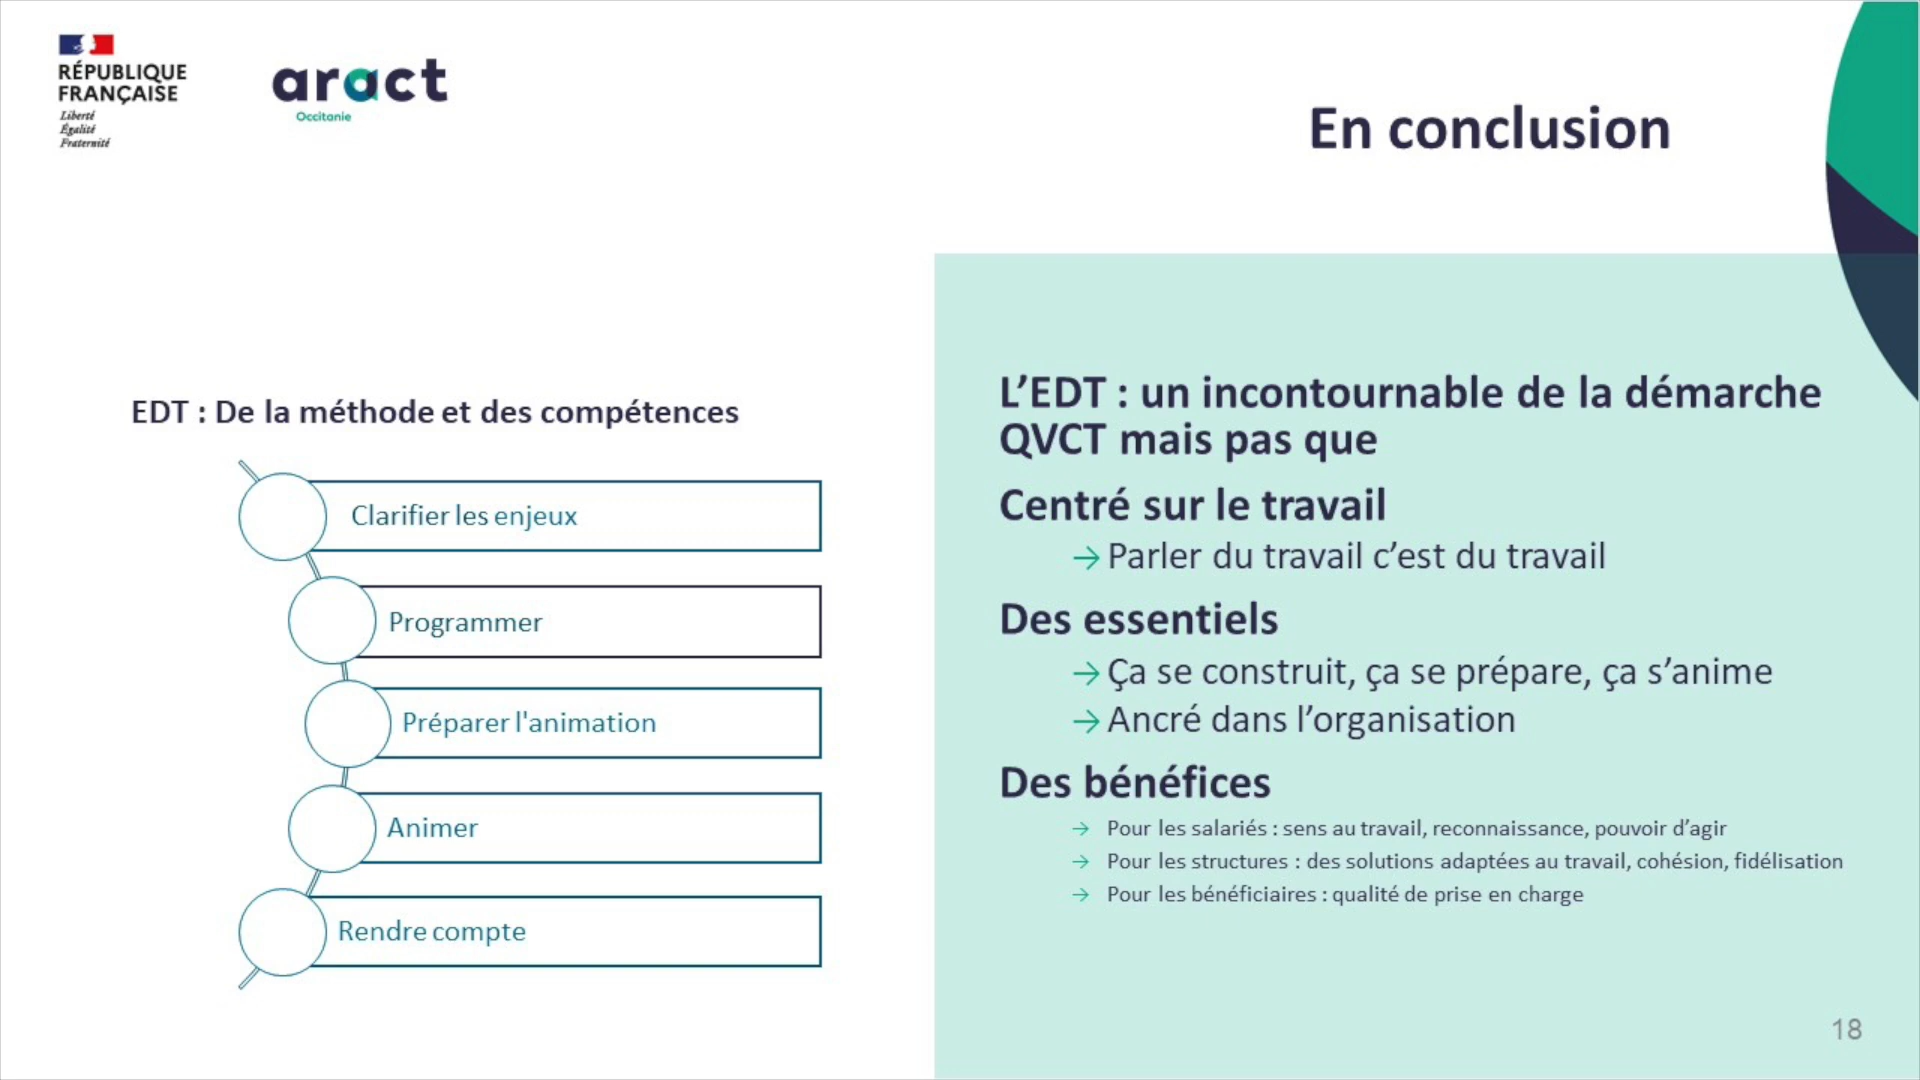 RÉPUBLIQUE
FRANÇAISE
Liberté
Égalité
Fraternité
aract
Occitanie
En conclusion
EDT : De la méthode et des compétences
Clarifier les enjeux
Programmer
Préparer l'animation
Animer
Rendre compte
L’EDT : un incontournable de la démarche
QVCT mais pas que
Centré sur le travail
→ Parler du travail c’est du travail
Des essentiels
→ Ça se construit, ça se prépare, ça s’anime
→ Ancré dans l’organisation
Des bénéfices
→ Pour les salariés : sens au travail, reconnaissance, pouvoir d’agir
→ Pour les structures : des solutions adaptées au travail, cohésion, fidélisation
→ Pour les bénéficiaires : qualité de prise en charge
18